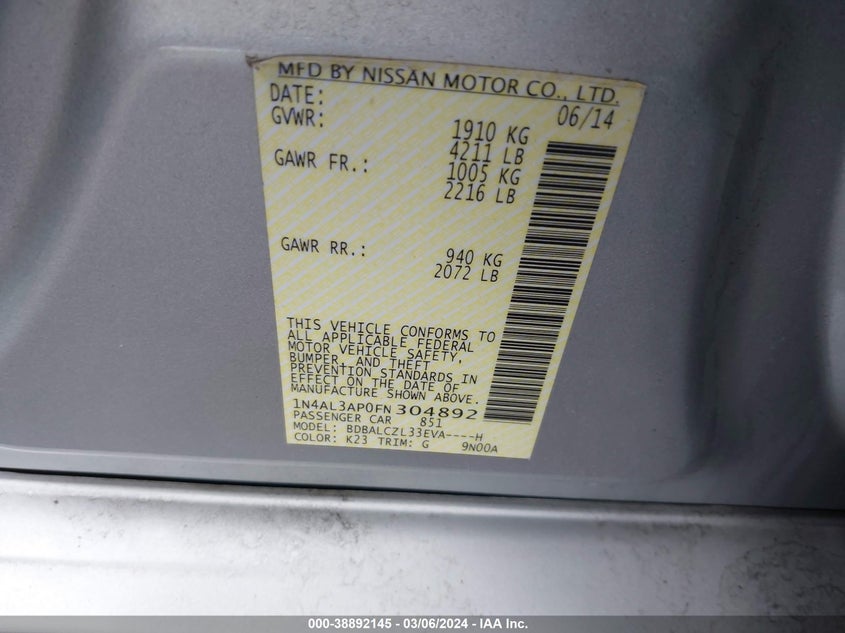 MFD BY NISSAN MOTOR CO., LTD.
DATE: 06/14
GVWR: 1910 KG
4211 LB
GAWR FR.: 1005 KG
2216 LB
GAWR RR.: 940 KG
2072 LB
THIS VEHICLE CONFORMS TO
ALL APPLICABLE FEDERAL
MOTOR VEHICLE SAFETY,
BUMPER, AND THEFT
PREVENTION STANDARDS IN
EFFECT ON THE DATE OF
MANUFACTURE SHOWN ABOVE.
1N4AL3AP0FN304892
PASSENGER CAR 851
MODEL: BDBALCZL33EVA----H
COLOR: K23 TRIM: G 9N00A
000-38892145 - 03/06/2024 - IAA Inc.